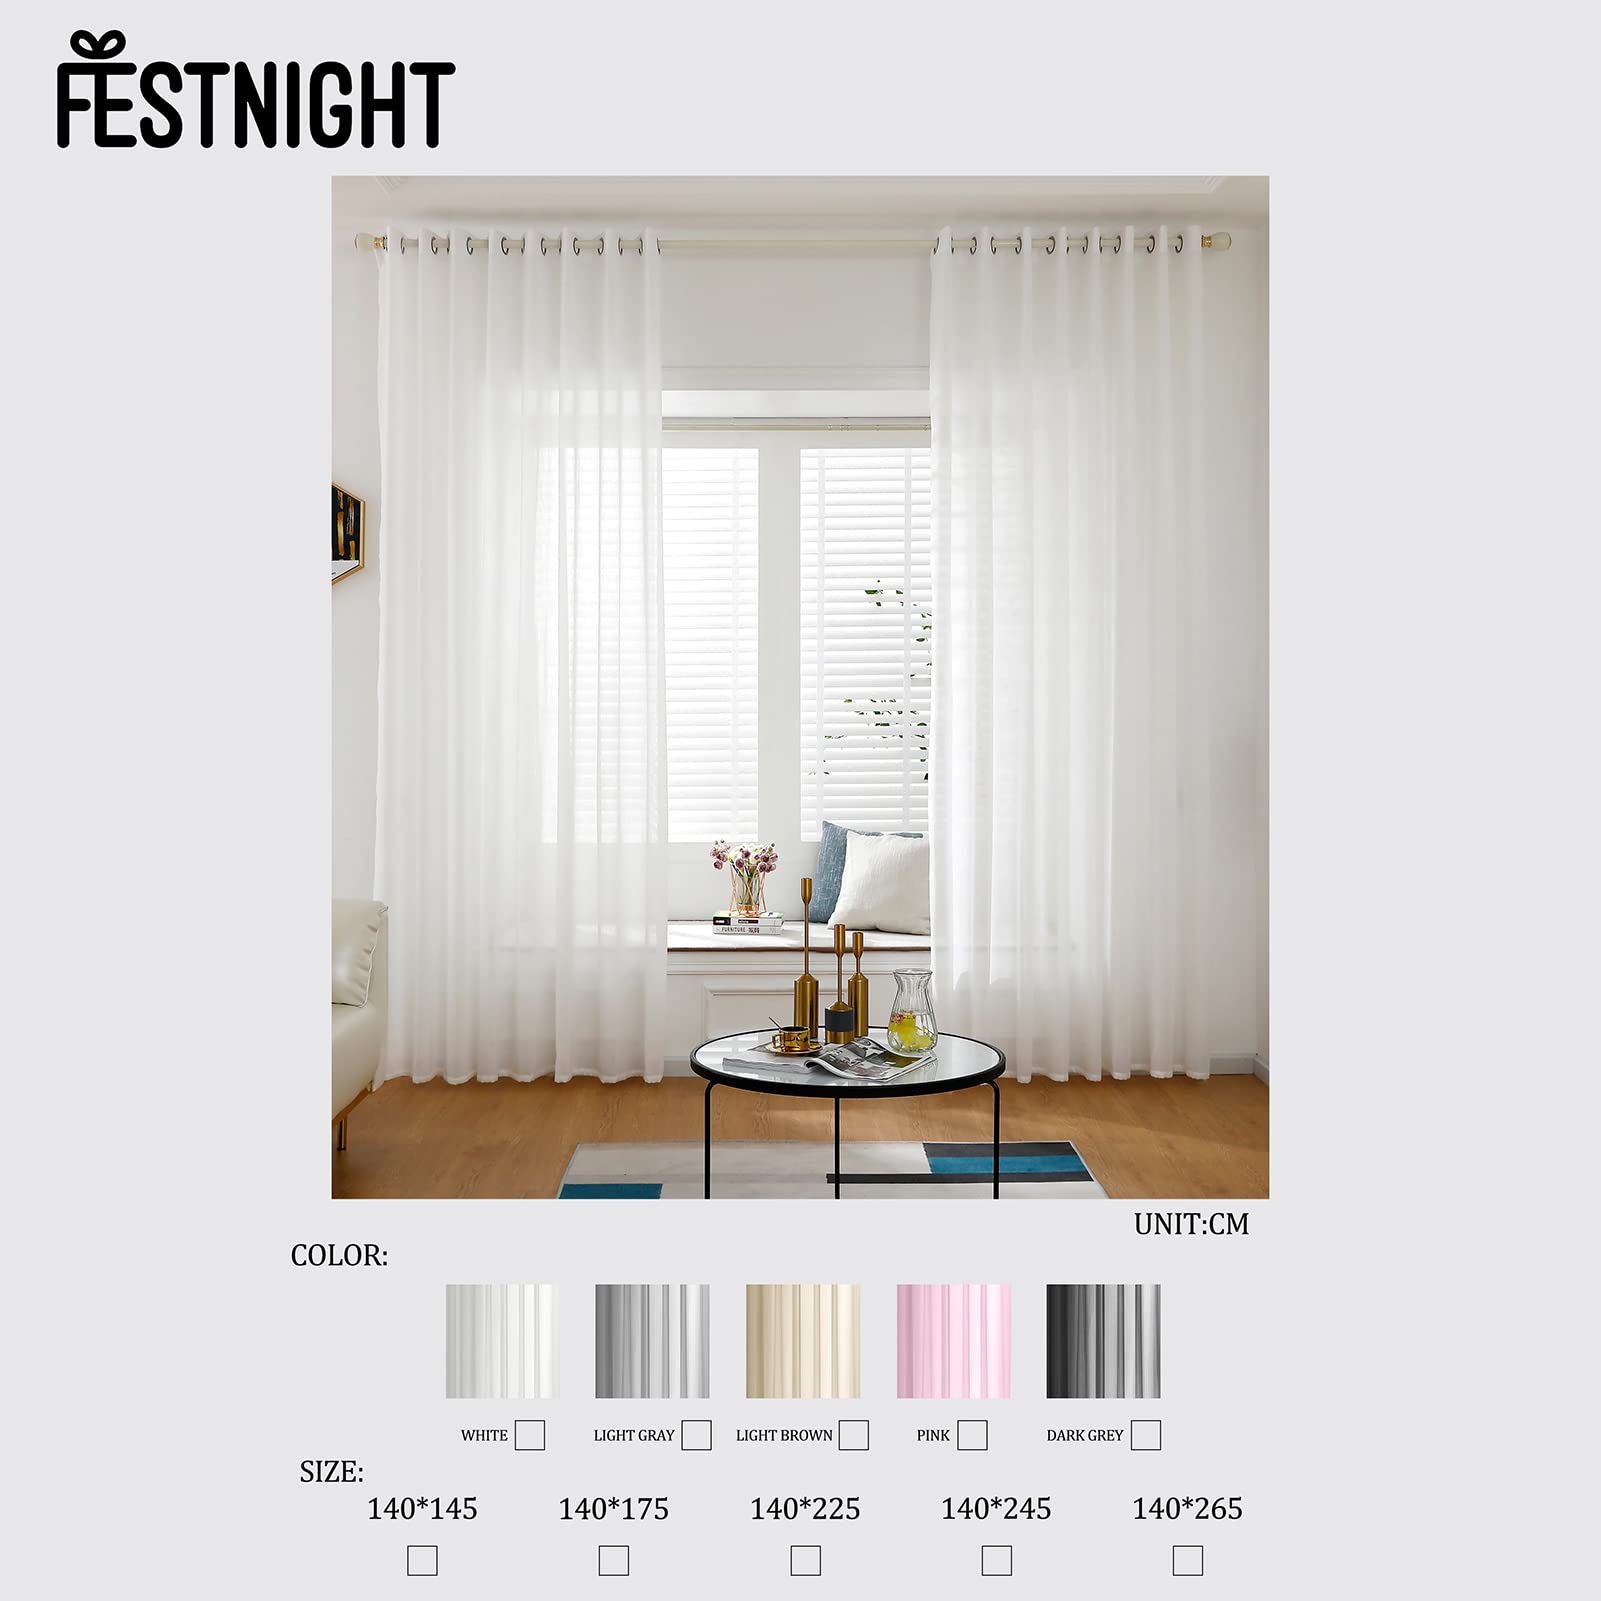 FESTNIGHT
FURNITURE
UNIT:CM
COLOR:
WHITE LIGHT GRAY LIGHT BROWN PINK DARK GREY
SIZE:
140*145 140*175 140*225 140*245 140*265